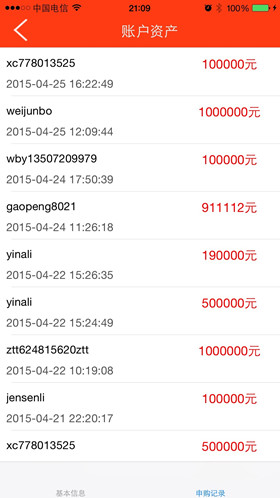 中国电信 21:09 100%
账户资产
xc778013525 100000元
2015-04-25 16:22:49
weijunbo 1000000元
2015-04-25 12:09:44
wby13507209979 100000元
2015-04-24 17:50:39
gaopeng8021 911112元
2015-04-24 11:26:18
yinali 190000元
2015-04-22 15:26:35
yinali 500000元
2015-04-22 15:24:49
ztt624815620ztt 1000000元
2015-04-22 10:19:08
jensenli 100000元
2015-04-21 22:20:17
xc778013525 500000元
基本信息 申购记录